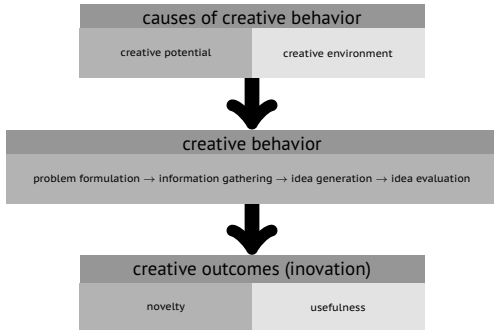 causes of creative behavior
creative potential creative environment
creative behavior
problem formulation → information gathering → idea generation → idea evaluation
creative outcomes (inovation)
novelty usefulness